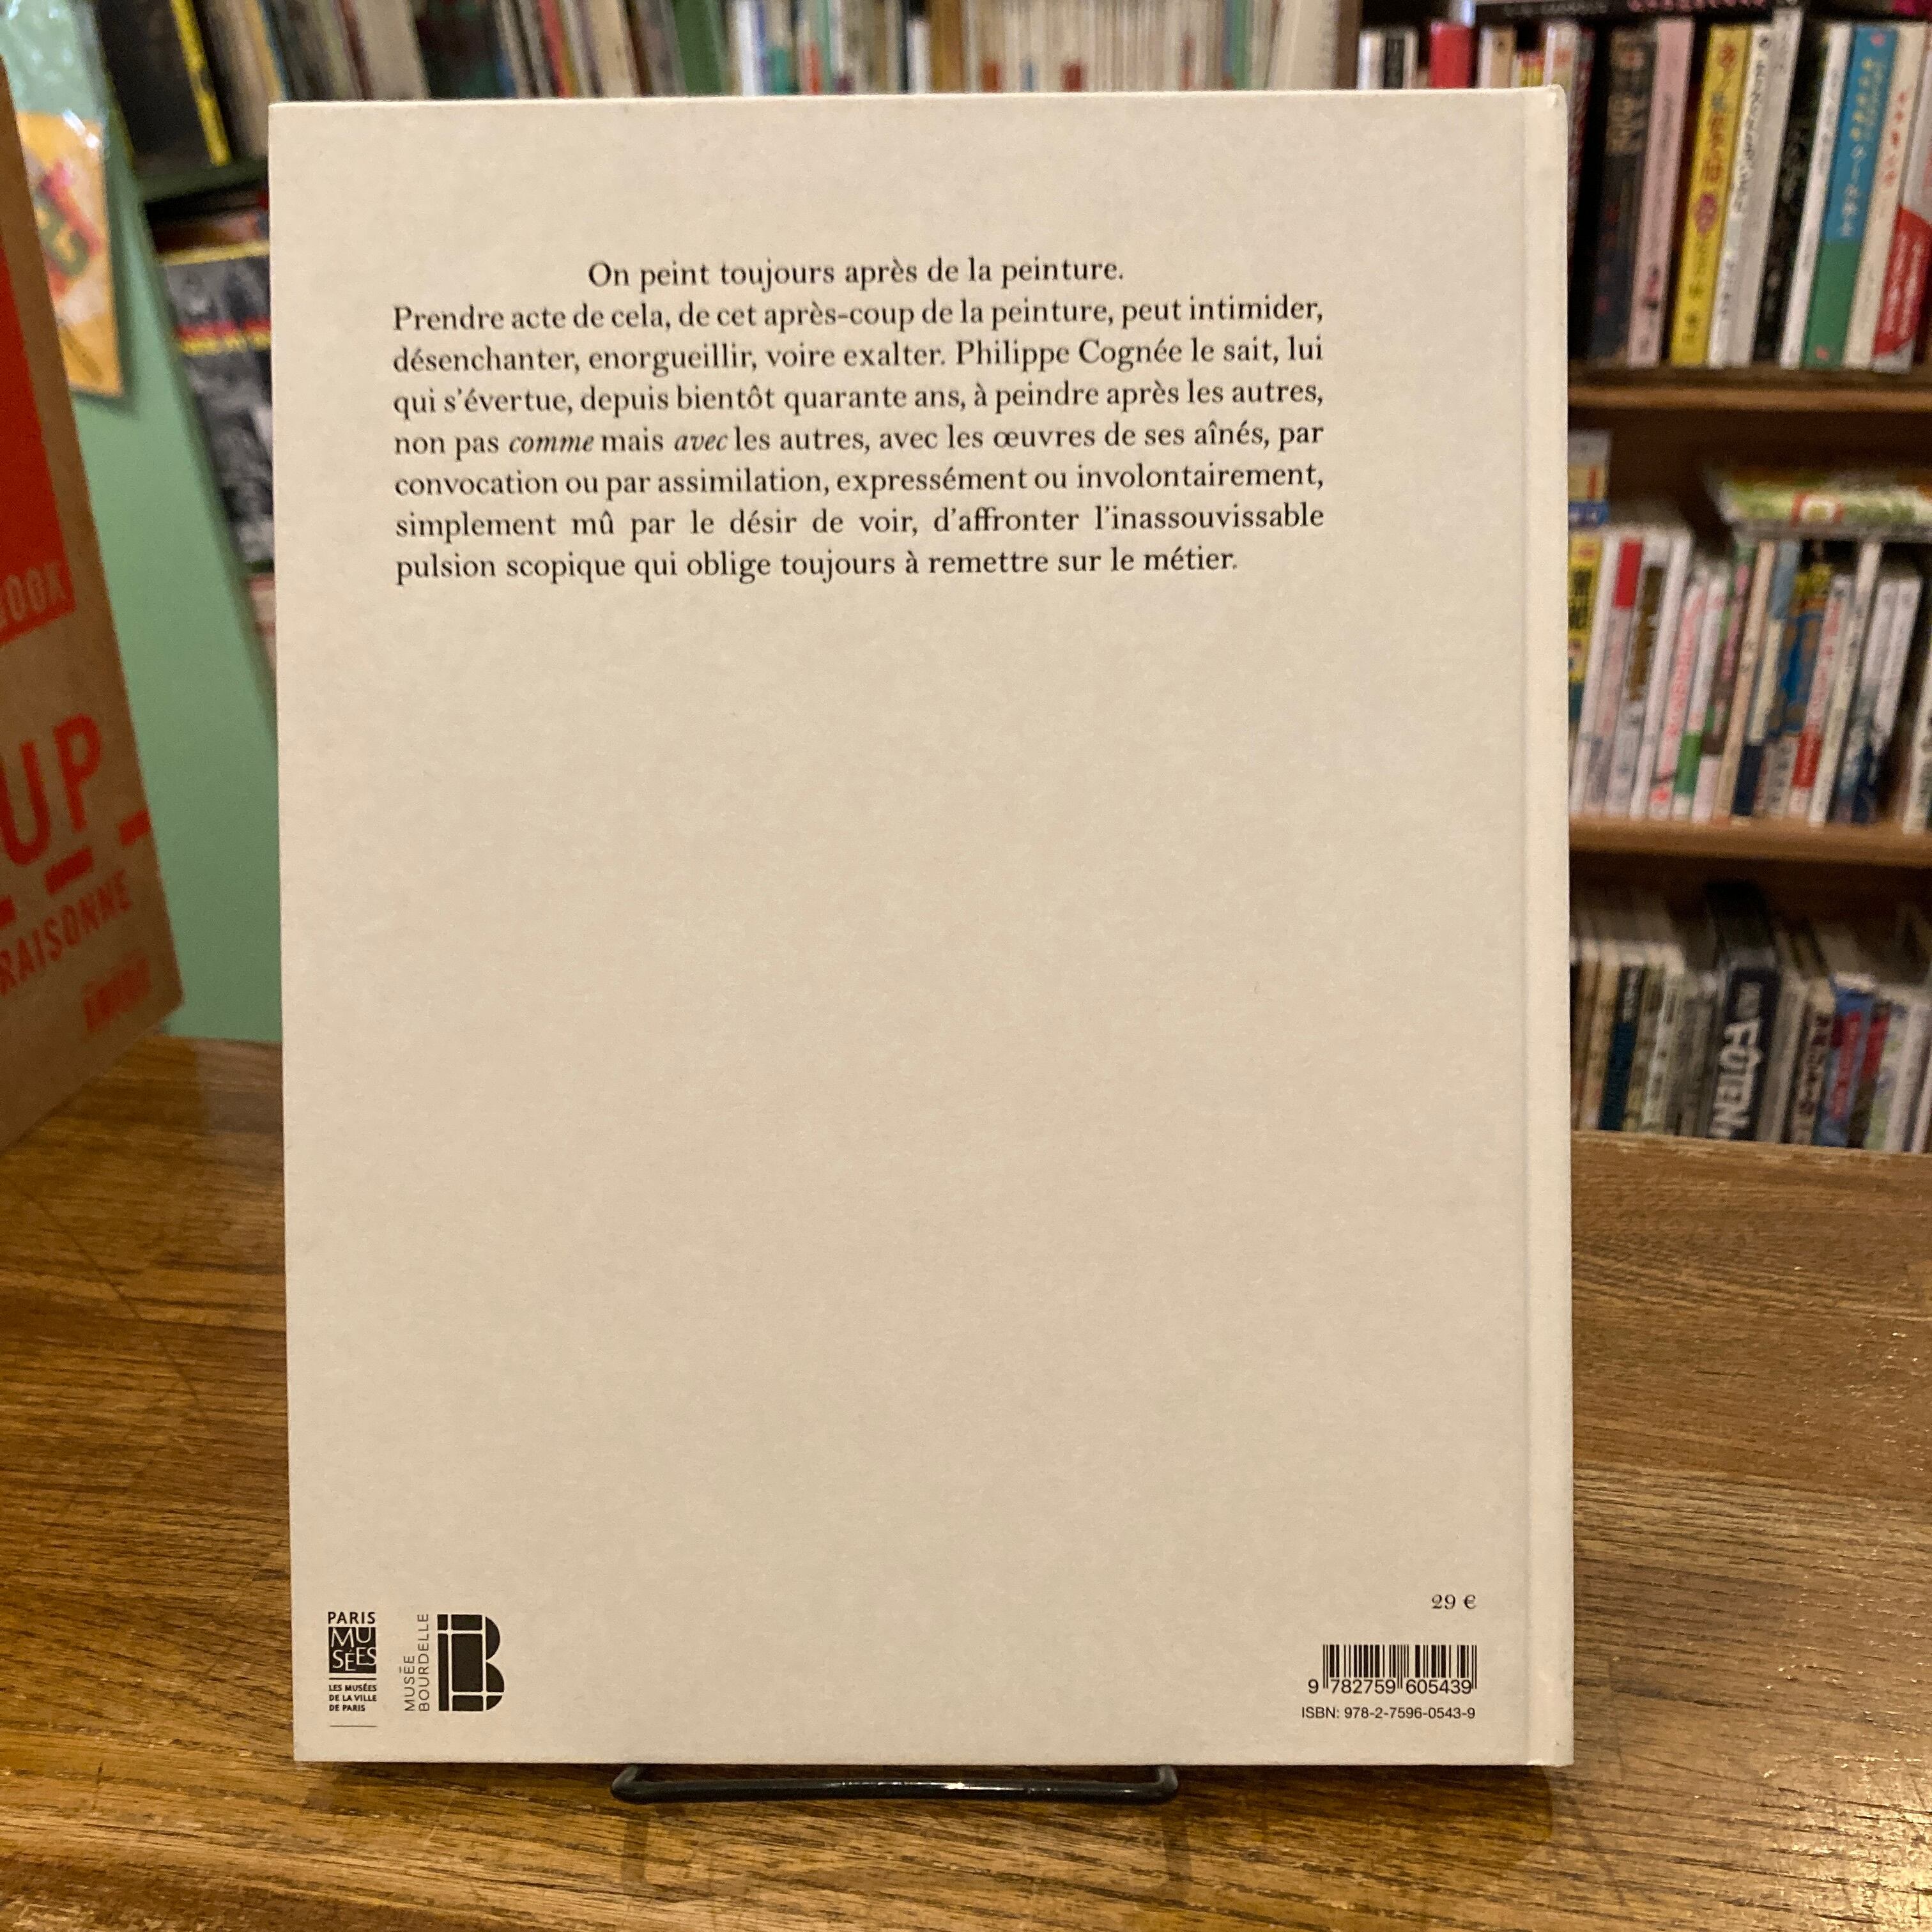 On peint toujours après de la peinture.
Prendre acte de cela, de cet après-coup de la peinture, peut intimider,
désenchanter, enorgueillir, voire exalter. Philippe Cognée le sait, lui
qui s'évertue, depuis bientôt quarante ans, à peindre après les autres,
non pas comme mais avec les autres, avec les œuvres de ses aînés, par
convocation ou par assimilation, expressément ou involontairement,
simplement mû par le désir de voir, d'affronter l'inassouvissable
pulsion scopique qui oblige toujours à remettre sur le métier.
PARIS
MU
SÉES
LES MUSÉES
DE LA VILLE
DE PARIS
MUSÉE
BOURDELLE
29 €
9 782759 605439
ISBN: 978-2-7596-0543-9
UP
RAISONNE
FÛTEN